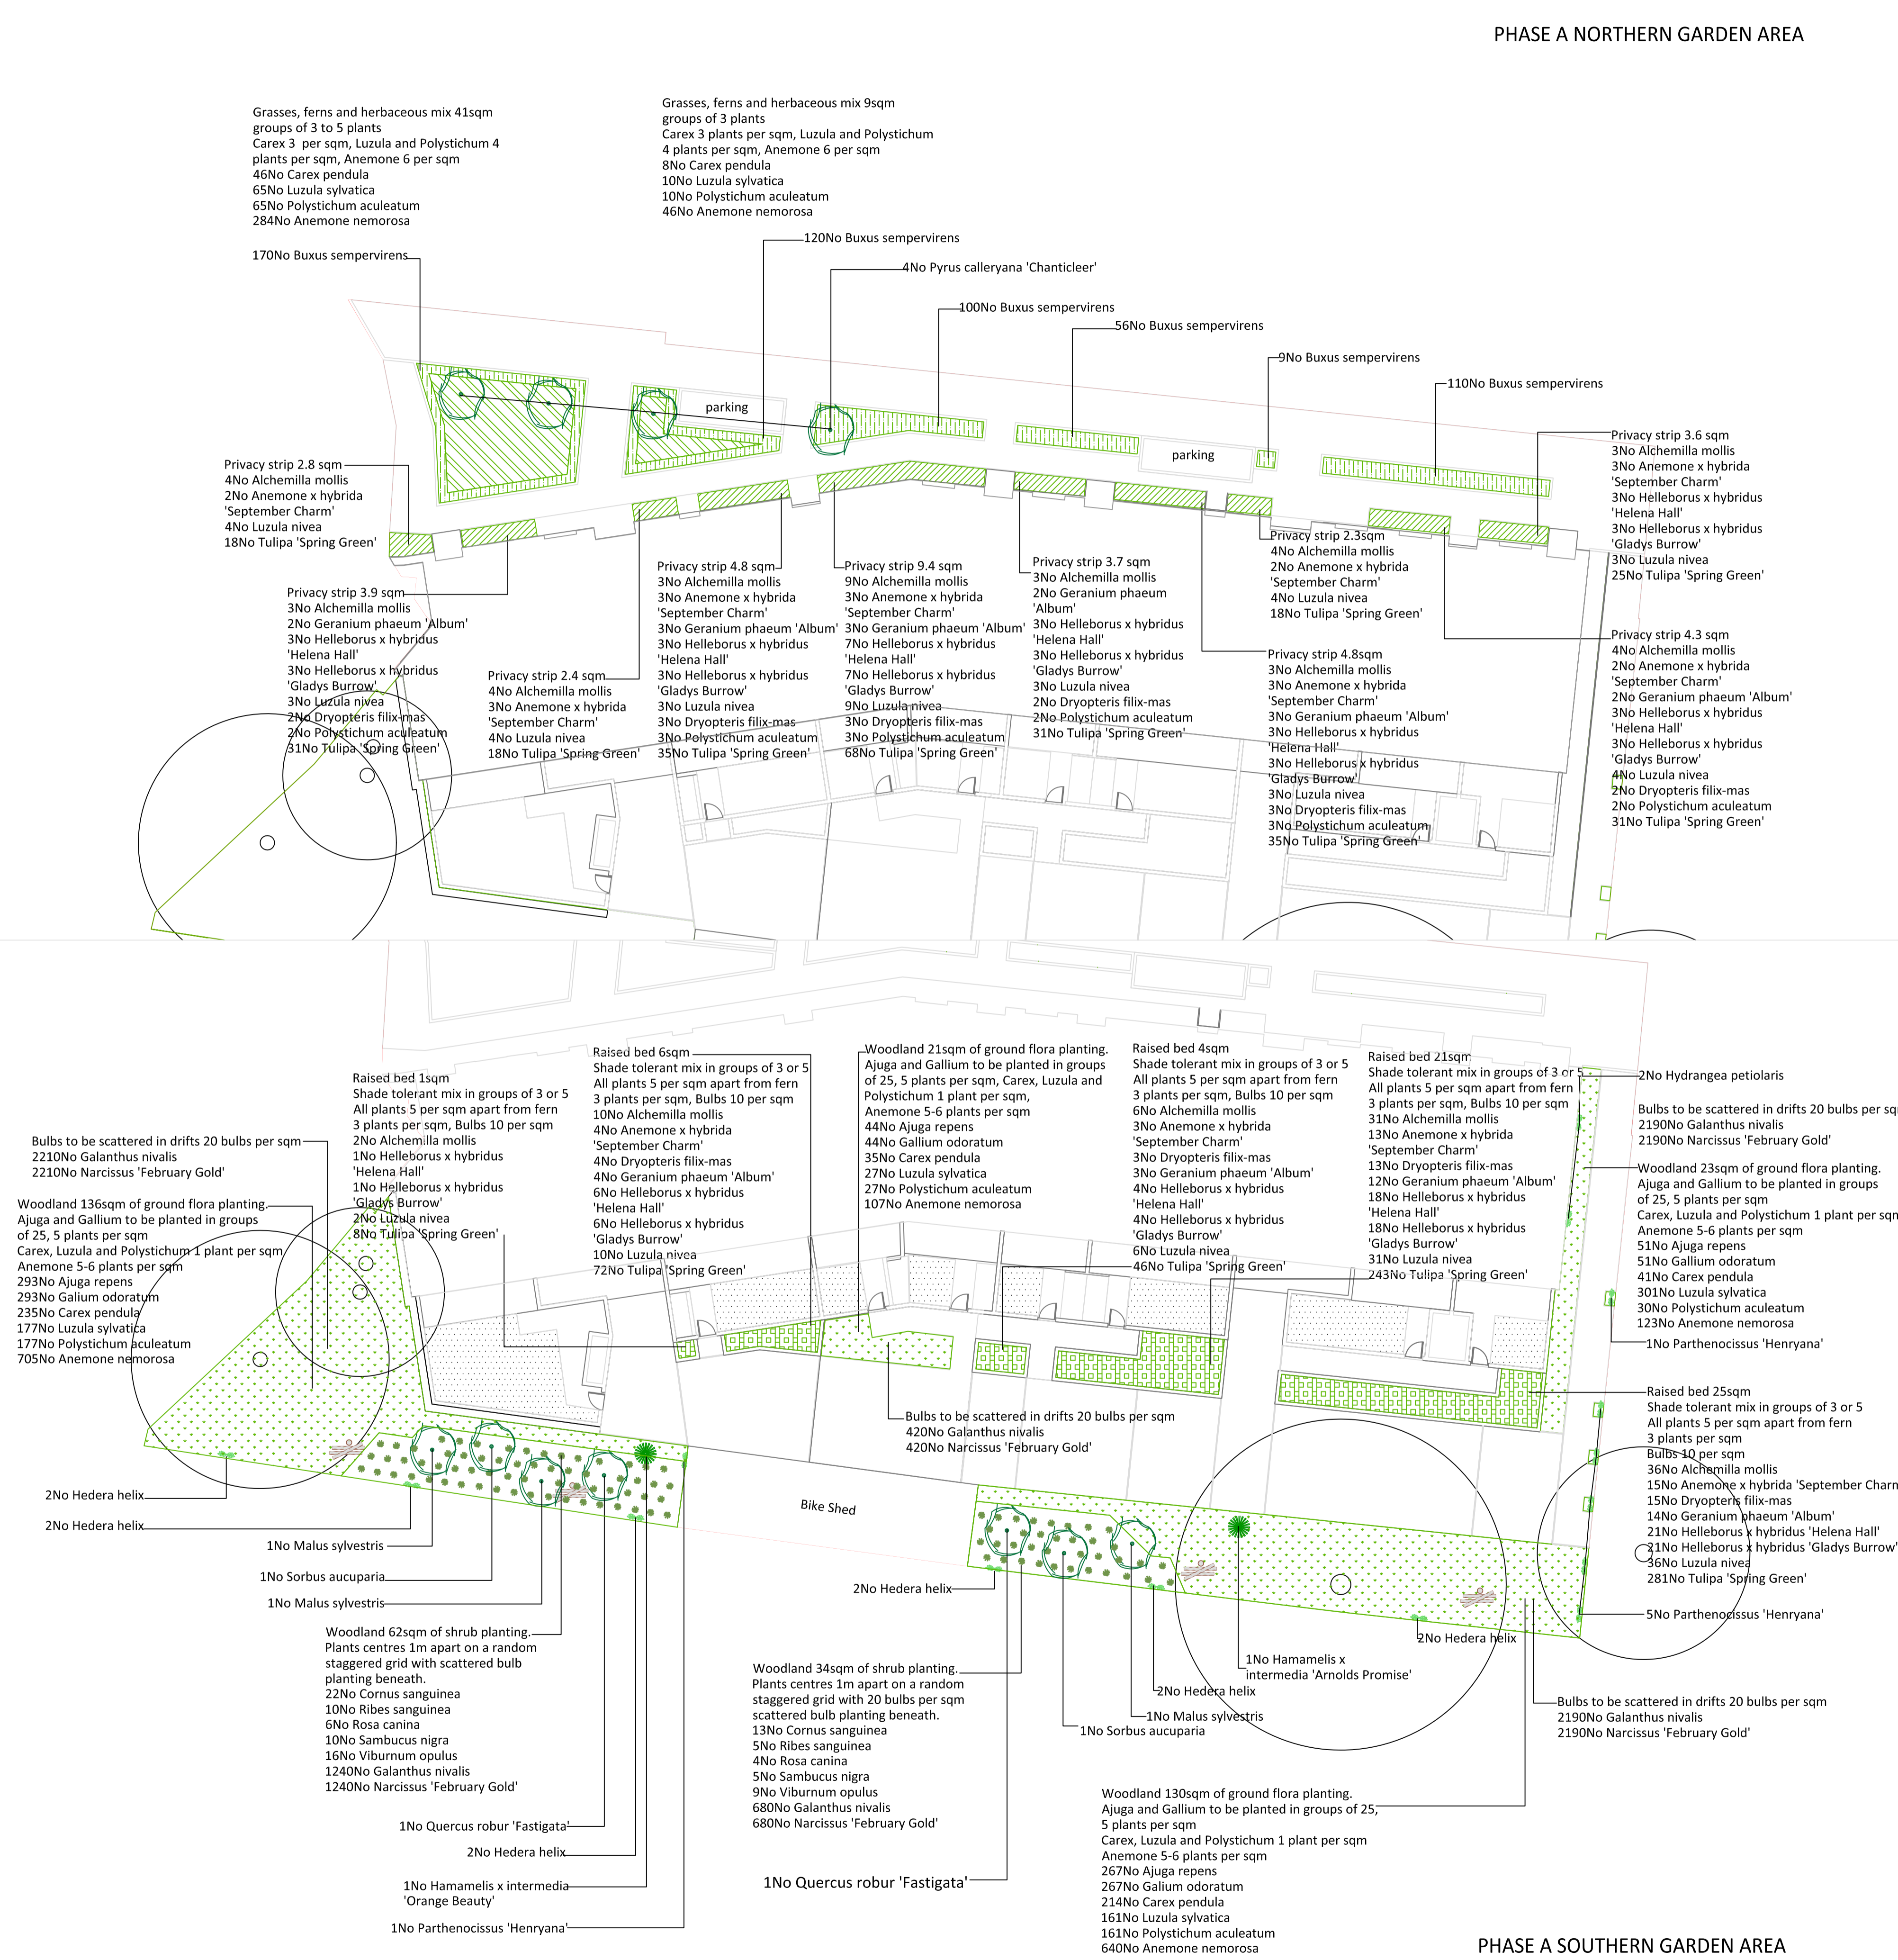 PHASE A NORTHERN GARDEN AREA
Grasses, ferns and herbaceous mix 41sqm
groups of 3 to 5 plants
Carex 3 per sqm, Luzula and Polystichum 4
plants per sqm, Anemone 6 per sqm
46No Carex pendula
65No Luzula sylvatica
65No Polystichum aculeatum
284No Anemone nemorosa
Grasses, ferns and herbaceous mix 9sqm
groups of 3 plants
Carex 3 plants per sqm, Luzula and Polystichum
4 plants per sqm, Anemone 6 per sqm
8No Carex pendula
10No Luzula sylvatica
10No Polystichum aculeatum
46No Anemone nemorosa
170No Buxus sempervirens
120No Buxus sempervirens
4No Pyrus calleryana 'Chanticleer'
100No Buxus sempervirens
56No Buxus sempervirens
9No Buxus sempervirens
110No Buxus sempervirens
parking
parking
Privacy strip 2.8 sqm
4No Alchemilla mollis
2No Anemone x hybrida
'September Charm'
4No Luzula nivea
18No Tulipa 'Spring Green'
Privacy strip 3.9 sqm
3No Alchemilla mollis
2No Geranium phaeum 'Album'
3No Helleborus x hybridus
'Helena Hall'
3No Helleborus x hybridus
'Gladys Burrow'
3No Luzula nivea
2No Dryopteris filix-mas
2No Polystichum aculeatum
31No Tulipa 'Spring Green'
Privacy strip 2.4 sqm
4No Alchemilla mollis
3No Anemone x hybrida
'September Charm'
4No Luzula nivea
18No Tulipa 'Spring Green'
Privacy strip 4.8 sqm
3No Alchemilla mollis
3No Anemone x hybrida
'September Charm'
3No Geranium phaeum 'Album'
3No Helleborus x hybridus
'Helena Hall'
3No Helleborus x hybridus
'Gladys Burrow'
3No Luzula nivea
3No Dryopteris filix-mas
3No Polystichum aculeatum
35No Tulipa 'Spring Green'
Privacy strip 9.4 sqm
9No Alchemilla mollis
3No Anemone x hybrida
'September Charm'
3No Geranium phaeum 'Album'
7No Helleborus x hybridus
'Helena Hall'
7No Helleborus x hybridus
'Gladys Burrow'
9No Luzula nivea
3No Dryopteris filix-mas
3No Polystichum aculeatum
68No Tulipa 'Spring Green'
Privacy strip 3.7 sqm
3No Alchemilla mollis
2No Geranium phaeum
'Album'
3No Helleborus x hybridus
'Helena Hall'
3No Helleborus x hybridus
'Gladys Burrow'
3No Luzula nivea
2No Dryopteris filix-mas
2No Polystichum aculeatum
31No Tulipa 'Spring Green'
Privacy strip 2.3sqm
4No Alchemilla mollis
2No Anemone x hybrida
'September Charm'
4No Luzula nivea
18No Tulipa 'Spring Green'
Privacy strip 4.8sqm
3No Alchemilla mollis
3No Anemone x hybrida
'September Charm'
3No Geranium phaeum 'Album'
3No Helleborus x hybridus
'Helena Hall'
3No Helleborus x hybridus
'Gladys Burrow'
3No Luzula nivea
3No Dryopteris filix-mas
3No Polystichum aculeatum
35No Tulipa 'Spring Green'
Privacy strip 3.6 sqm
3No Alchemilla mollis
3No Anemone x hybrida
'September Charm'
3No Helleborus x hybridus
'Helena Hall'
3No Helleborus x hybridus
'Gladys Burrow'
3No Luzula nivea
25No Tulipa 'Spring Green'
Privacy strip 4.3 sqm
4No Alchemilla mollis
2No Anemone x hybrida
'September Charm'
2No Geranium phaeum 'Album'
3No Helleborus x hybridus
'Helena Hall'
3No Helleborus x hybridus
'Gladys Burrow'
4No Luzula nivea
2No Dryopteris filix-mas
2No Polystichum aculeatum
31No Tulipa 'Spring Green'
Bulbs to be scattered in drifts 20 bulbs per sqm
2210No Galanthus nivalis
2210No Narcissus 'February Gold'
Woodland 136sqm of ground flora planting.
Ajuga and Gallium to be planted in groups
of 25, 5 plants per sqm
Carex, Luzula and Polystichum 1 plant per sqm
Anemone 5-6 plants per sqm
293No Ajuga repens
293No Galium odoratum
235No Carex pendula
177No Luzula sylvatica
177No Polystichum aculeatum
705No Anemone nemorosa
Raised bed 1sqm
Shade tolerant mix in groups of 3 or 5
All plants 5 per sqm apart from fern
3 plants per sqm, Bulbs 10 per sqm
2No Alchemilla mollis
1No Helleborus x hybridus
'Helena Hall'
1No Helleborus x hybridus
'Gladys Burrow'
2No Luzula nivea
8No Tulipa 'Spring Green'
Raised bed 6sqm
Shade tolerant mix in groups of 3 or 5
All plants 5 per sqm apart from fern
3 plants per sqm, Bulbs 10 per sqm
10No Alchemilla mollis
4No Anemone x hybrida
'September Charm'
4No Dryopteris filix-mas
4No Geranium phaeum 'Album'
6No Helleborus x hybridus
'Helena Hall'
6No Helleborus x hybridus
'Gladys Burrow'
10No Luzula nivea
72No Tulipa 'Spring Green'
Woodland 21sqm of ground flora planting.
Ajuga and Gallium to be planted in groups
of 25, 5 plants per sqm, Carex, Luzula and
Polystichum 1 plant per sqm,
Anemone 5-6 plants per sqm
44No Ajuga repens
44No Gallium odoratum
35No Carex pendula
27No Luzula sylvatica
27No Polystichum aculeatum
107No Anemone nemorosa
Raised bed 4sqm
Shade tolerant mix in groups of 3 or 5
All plants 5 per sqm apart from fern
3 plants per sqm, Bulbs 10 per sqm
6No Alchemilla mollis
3No Anemone x hybrida
'September Charm'
3No Dryopteris filix-mas
3No Geranium phaeum 'Album'
4No Helleborus x hybridus
'Helena Hall'
4No Helleborus x hybridus
'Gladys Burrow'
6No Luzula nivea
46No Tulipa 'Spring Green'
Raised bed 21sqm
Shade tolerant mix in groups of 3 or 5
All plants 5 per sqm apart from fern
3 plants per sqm, Bulbs 10 per sqm
31No Alchemilla mollis
13No Anemone x hybrida
'September Charm'
13No Dryopteris filix-mas
12No Geranium phaeum 'Album'
18No Helleborus x hybridus
'Helena Hall'
18No Helleborus x hybridus
'Gladys Burrow'
31No Luzula nivea
243No Tulipa 'Spring Green'
2No Hydrangea petiolaris
Bulbs to be scattered in drifts 20 bulbs per
2190No Galanthus nivalis
2190No Narcissus 'February Gold'
Woodland 23sqm of ground flora planting.
Ajuga and Gallium to be planted in groups
of 25, 5 plants per sqm
Carex, Luzula and Polystichum 1 plant per sqm
Anemone 5-6 plants per sqm
51No Ajuga repens
51No Gallium odoratum
41No Carex pendula
301No Luzula sylvatica
30No Polystichum aculeatum
123No Anemone nemorosa
1No Parthenocissus 'Henryana'
Raised bed 25sqm
Shade tolerant mix in groups of 3 or 5
All plants 5 per sqm apart from fern
3 plants per sqm
Bulbs 10 per sqm
36No Alchemilla mollis
15No Anemone x hybrida 'September Charm
15No Dryopteris filix-mas
14No Geranium phaeum 'Album'
21No Helleborus x hybridus 'Helena Hall'
21No Helleborus x hybridus 'Gladys Burrow'
36No Luzula nivea
281No Tulipa 'Spring Green'
5No Parthenocissus 'Henryana'
Bulbs to be scattered in drifts 20 bulbs per sqm
420No Galanthus nivalis
420No Narcissus 'February Gold'
Bike Shed
2No Hedera helix
2No Hedera helix
1No Malus sylvestris
1No Sorbus aucuparia
1No Malus sylvestris
Woodland 62sqm of shrub planting.
Plants centres 1m apart on a random
staggered grid with scattered bulb
planting beneath.
22No Cornus sanguinea
10No Ribes sanguinea
6No Rosa canina
10No Sambucus nigra
16No Viburnum opulus
1240No Galanthus nivalis
1240No Narcissus 'February Gold'
1No Quercus robur 'Fastigata'
2No Hedera helix
1No Hamamelis x intermedia
'Orange Beauty'
1No Parthenocissus 'Henryana'
2No Hedera helix
Woodland 34sqm of shrub planting.
Plants centres 1m apart on a random
staggered grid with 20 bulbs per sqm
scattered bulb planting beneath.
13No Cornus sanguinea
5No Ribes sanguinea
4No Rosa canina
5No Sambucus nigra
9No Viburnum opulus
680No Galanthus nivalis
680No Narcissus 'February Gold'
1No Quercus robur 'Fastigata'
2No Hedera helix
1No Hamamelis x
intermedia 'Arnolds Promise'
2No Hedera helix
1No Malus sylvestris
1No Sorbus aucuparia
Bulbs to be scattered in drifts 20 bulbs per sqm
2190No Galanthus nivalis
2190No Narcissus 'February Gold'
Woodland 130sqm of ground flora planting.
Ajuga and Gallium to be planted in groups of 25,
5 plants per sqm
Carex, Luzula and Polystichum 1 plant per sqm
Anemone 5-6 plants per sqm
267No Ajuga repens
267No Galium odoratum
214No Carex pendula
161No Luzula sylvatica
161No Polystichum aculeatum
640No Anemone nemorosa
PHASE A SOUTHERN GARDEN AREA